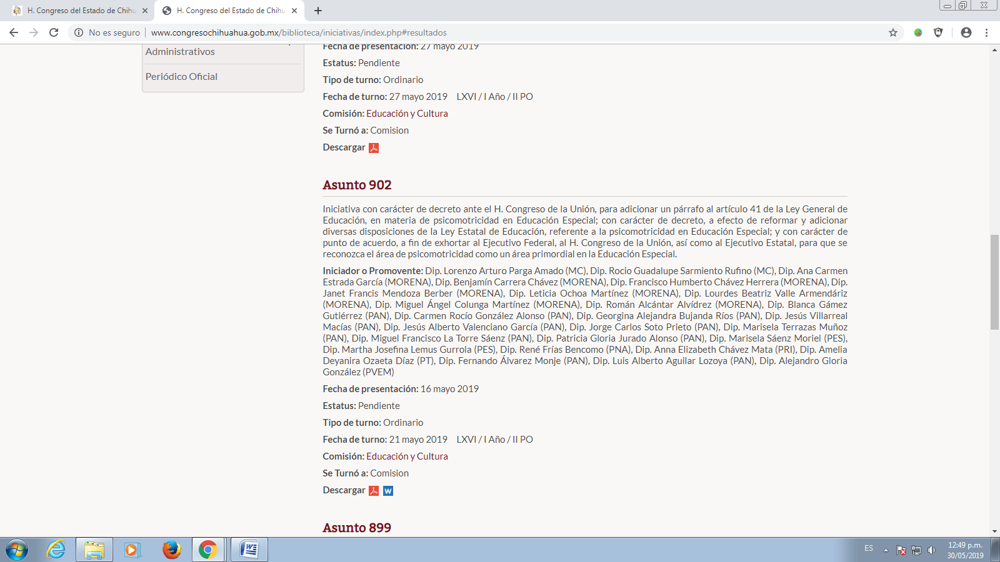 H. Congreso del Estado de Chihu
H. Congreso del Estado de Chihu
No es seguro
www.congresochihuahua.gob.mx/biblioteca/iniciativas/index.php#resultados
Administrativos
Periódico Oficial
Fecha de presentación: 27 mayo 2019
Estatus: Pendiente
Tipo de turno: Ordinario
Fecha de turno: 27 mayo 2019 LXVI / I Año / II PO
Comisión: Educación y Cultura
Se Turnó a: Comision
Descargar
Asunto 902
Iniciativa con carácter de decreto ante el H. Congreso de la Unión, para adicionar un párrafo al artículo 41 de la Ley General de
Educación, en materia de psicomotricidad en Educación Especial; con carácter de decreto, a efecto de reformar y adicionar
diversas disposiciones de la Ley Estatal de Educación, referente a la psicomotricidad en Educación Especial; y con carácter de
punto de acuerdo, a fin de exhortar al Ejecutivo Federal, al H. Congreso de la Unión, así como al Ejecutivo Estatal, para que se
reconozca el área de psicomotricidad como un área primordial en la Educación Especial.
Iniciador o Promovente: Dip. Lorenzo Arturo Parga Amado (MC), Dip. Rocio Guadalupe Sarmiento Rufino (MC), Dip. Ana Carmen
Estrada García (MORENA), Dip. Benjamín Carrera Chávez (MORENA), Dip. Francisco Humberto Chávez Herrera (MORENA), Dip.
Janet Francis Mendoza Berber (MORENA), Dip. Leticia Ochoa Martínez (MORENA), Dip. Lourdes Beatriz Valle Armendáriz
(MORENA), Dip. Miguel Ángel Colunga Martínez (MORENA), Dip. Román Alcántar Alvídrez (MORENA), Dip. Blanca Gámez
Gutiérrez (PAN), Dip. Carmen Rocío González Alonso (PAN), Dip. Georgina Alejandra Bujanda Ríos (PAN), Dip. Jesús Villarreal
Macías (PAN), Dip. Jesús Alberto Valenciano García (PAN), Dip. Jorge Carlos Soto Prieto (PAN), Dip. Marisela Terrazas Muñoz
(PAN), Dip. Miguel Francisco La Torre Sáenz (PAN), Dip. Patricia Gloria Jurado Alonso (PAN), Dip. Marisela Sáenz Moriel (PES),
Dip. Martha Josefina Lemus Gurrola (PES), Dip. René Frías Bencomo (PNA), Dip. Anna Elizabeth Chávez Mata (PRI), Dip. Amelia
Deyanira Ozaeta Díaz (PT), Dip. Fernando Álvarez Monje (PAN), Dip. Luis Alberto Aguilar Lozoya (PAN), Dip. Alejandro Gloria
González (PVEM)
Fecha de presentación: 16 mayo 2019
Estatus: Pendiente
Tipo de turno: Ordinario
Fecha de turno: 21 mayo 2019 LXVI / I Año / II PO
Comisión: Educación y Cultura
Se Turnó a: Comision
Descargar
Asunto 899
ES
12:49 p.m.
30/05/2019